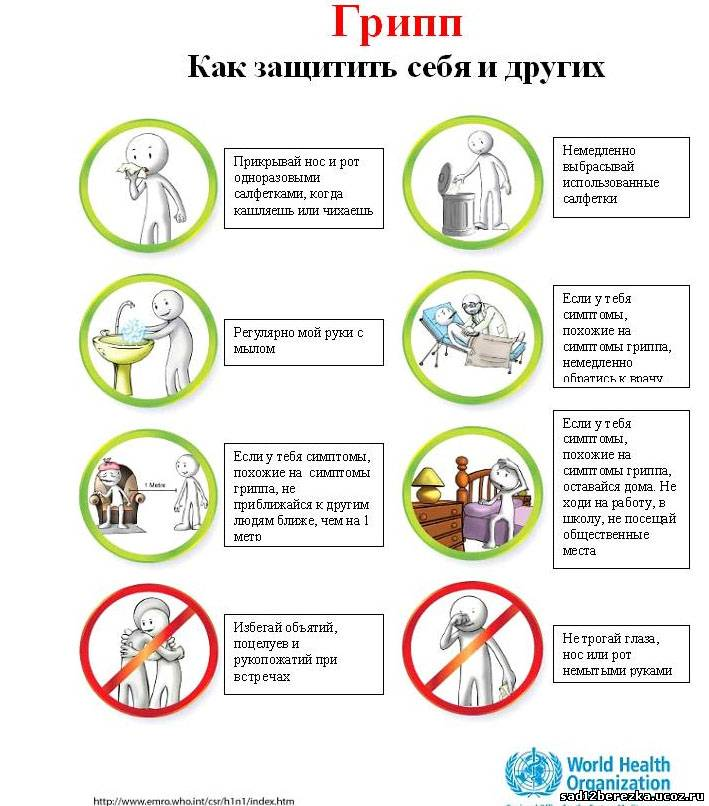 Грипп
Как защитить себя и других
Прикрывай нос и рот
одноразовыми
салфетками, когда
кашляешь или чихаешь
Немедленно
выбрасывай
использованные
салфетки
Регулярно мой руки с
мылом
Если у тебя
симптомы,
похожие на
симптомы гриппа,
немедленно
обратись к врачу
1 Metre
Если у тебя симптомы,
похожие на симптомы
гриппа, не
приближайся к другим
людям ближе, чем на 1
метр
Если у тебя
симптомы,
похожие на
симптомы гриппа,
оставайся дома. Не
ходи на работу, в
школу, не посещай
общественные
места
Избегай объятий,
поцелуев и
рукопожатий при
встречах
Не трогай глаза,
нос или рот
немытыми руками
World Health
Organization
http://www.emro.who.int/csr/h1n1/index.htm
sad12berezka.ucoz.ru